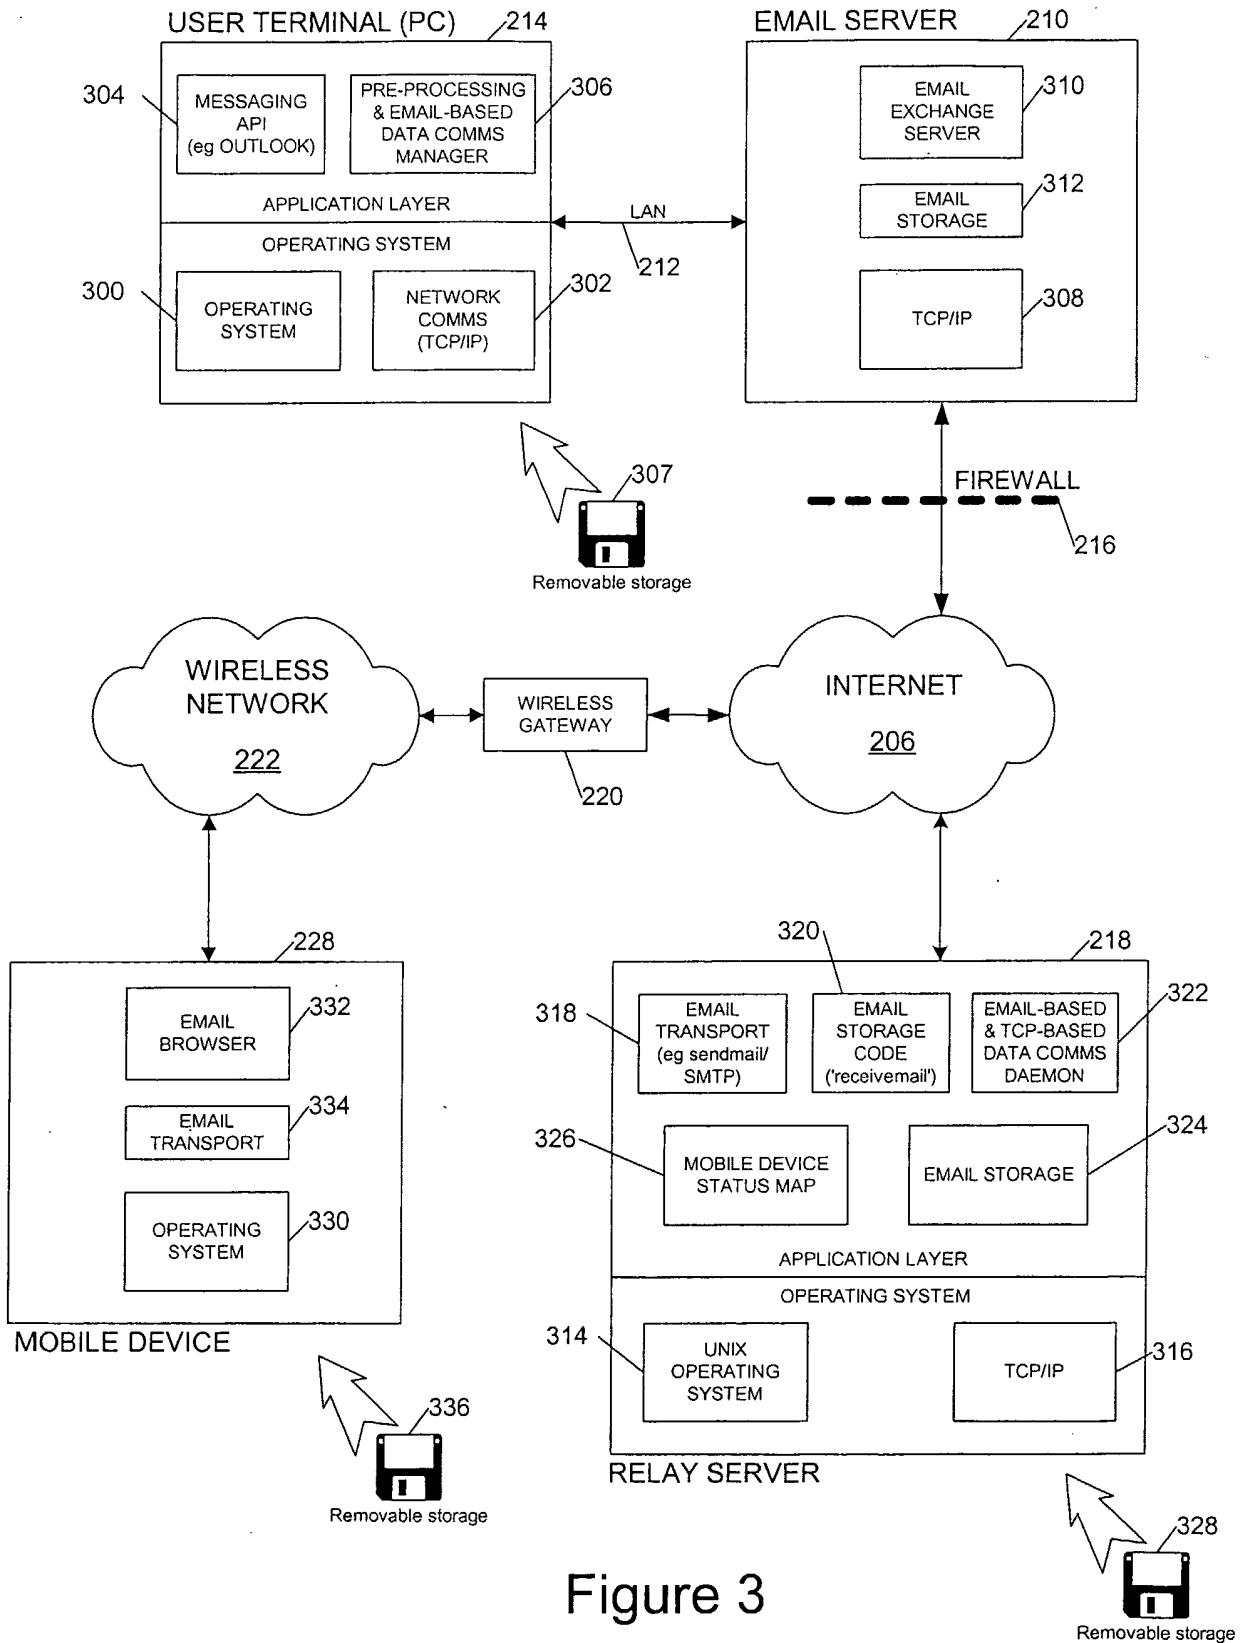 USER TERMINAL (PC)
214
EMAIL SERVER
210
304
MESSAGING
API
(eg OUTLOOK)
PRE-PROCESSING
& EMAIL-BASED
DATA COMMS
MANAGER
306
APPLICATION LAYER
OPERATING SYSTEM
300
OPERATING
SYSTEM
NETWORK
COMMS
(TCP/IP)
302
LAN
212
EMAIL
EXCHANGE
SERVER
310
EMAIL
STORAGE
312
TCP/IP
308
307
Removable storage
FIREWALL
216
WIRELESS
NETWORK
222
WIRELESS
GATEWAY
220
INTERNET
206
228
EMAIL
BROWSER
332
EMAIL
TRANSPORT
334
OPERATING
SYSTEM
330
MOBILE DEVICE
336
Removable storage
320
218
318
EMAIL
TRANSPORT
(eg sendmail/
SMTP)
EMAIL
STORAGE
CODE
('receivemail')
EMAIL-BASED
& TCP-BASED
DATA COMMS
DAEMON
322
326
MOBILE DEVICE
STATUS MAP
EMAIL STORAGE
324
APPLICATION LAYER
OPERATING SYSTEM
314
UNIX
OPERATING
SYSTEM
TCP/IP
316
RELAY SERVER
328
Removable storage
Figure 3